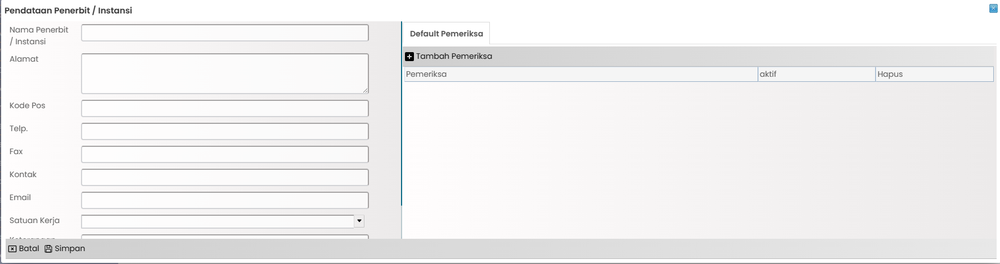 Pendataan Penerbit / Instansi
Nama Penerbit
/ Instansi
Alamat
Kode Pos
Telp.
Fax
Kontak
Email
Satuan Kerja
Keterangan
Default Pemeriksa
Tambah Pemeriksa
Pemeriksa aktif Hapus
Batal Simpan